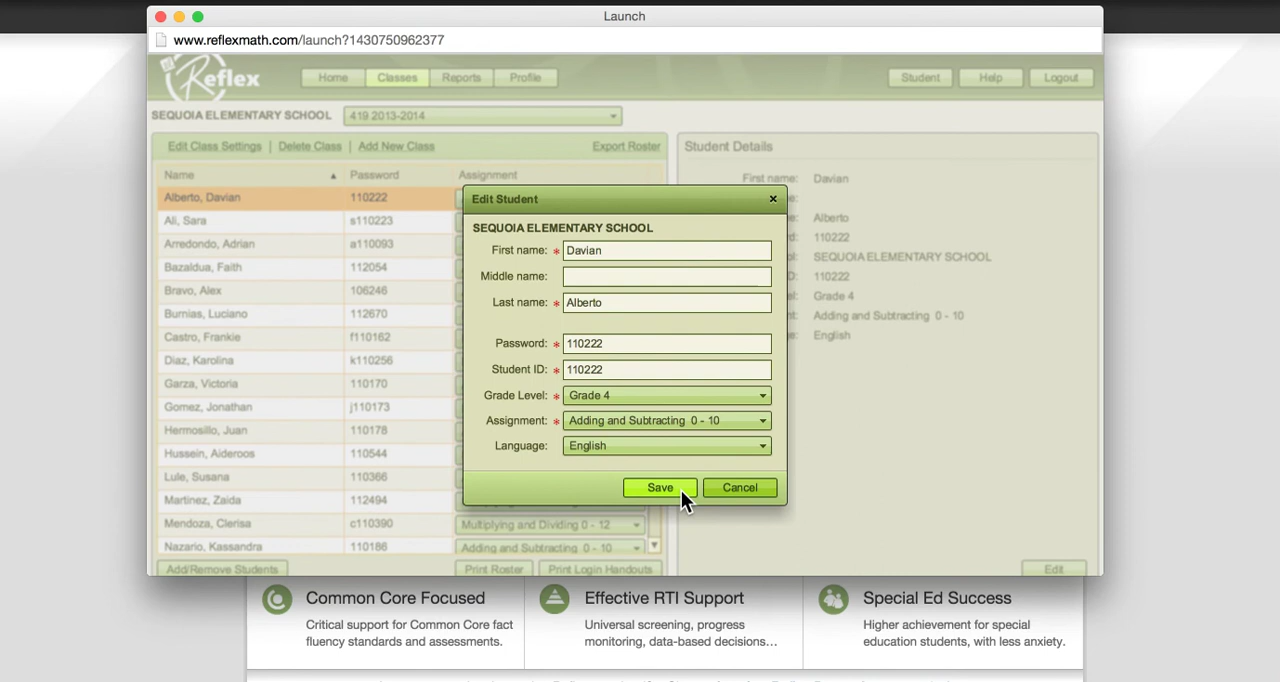 Launch
www.reflexmath.com/launch?1430750962377
Reflex
Home Classes Reports Profile Student Help Logout
SEQUOIA ELEMENTARY SCHOOL 419 2013-2014
Edit Class Settings | Delete Class | Add New Class Export Roster
Student Details
Name Password Assignment
Alberto, Davian 110222
Ali, Sara s110223
Arredondo, Adrian a110093
Bazaldua, Faith 112054
Bravo, Alex 106246
Burnias, Luciano 112670
Castro, Frankie f110162
Diaz, Karolina k110256
Garza, Victoria 110170
Gomez, Jonathan j110173
Hermosillo, Juan 110178
Hussein, Aideroos 110544
Lule, Susana 110366
Martinez, Zaida 112494
Mendoza, Clerisa c110390 Multiplying and Dividing 0 - 12
Nazario, Kassandra 110186 Adding and Subtracting 0 - 10
Add/Remove Students Print Roster Print Login Handouts
Edit Student ×
SEQUOIA ELEMENTARY SCHOOL
First name: * Davian
Middle name:
Last name: * Alberto
Password: * 110222
Student ID: * 110222
Grade Level: * Grade 4
Assignment: * Adding and Subtracting 0 - 10
Language: English
Save Cancel
First name: Davian
Alberto
110222
SEQUOIA ELEMENTARY SCHOOL
110222
Grade 4
Adding and Subtracting 0 - 10
English
Edit
Common Core Focused
Critical support for Common Core fact
fluency standards and assessments.
Effective RTI Support
Universal screening, progress
monitoring, data-based decisions...
Special Ed Success
Higher achievement for special
education students, with less anxiety.